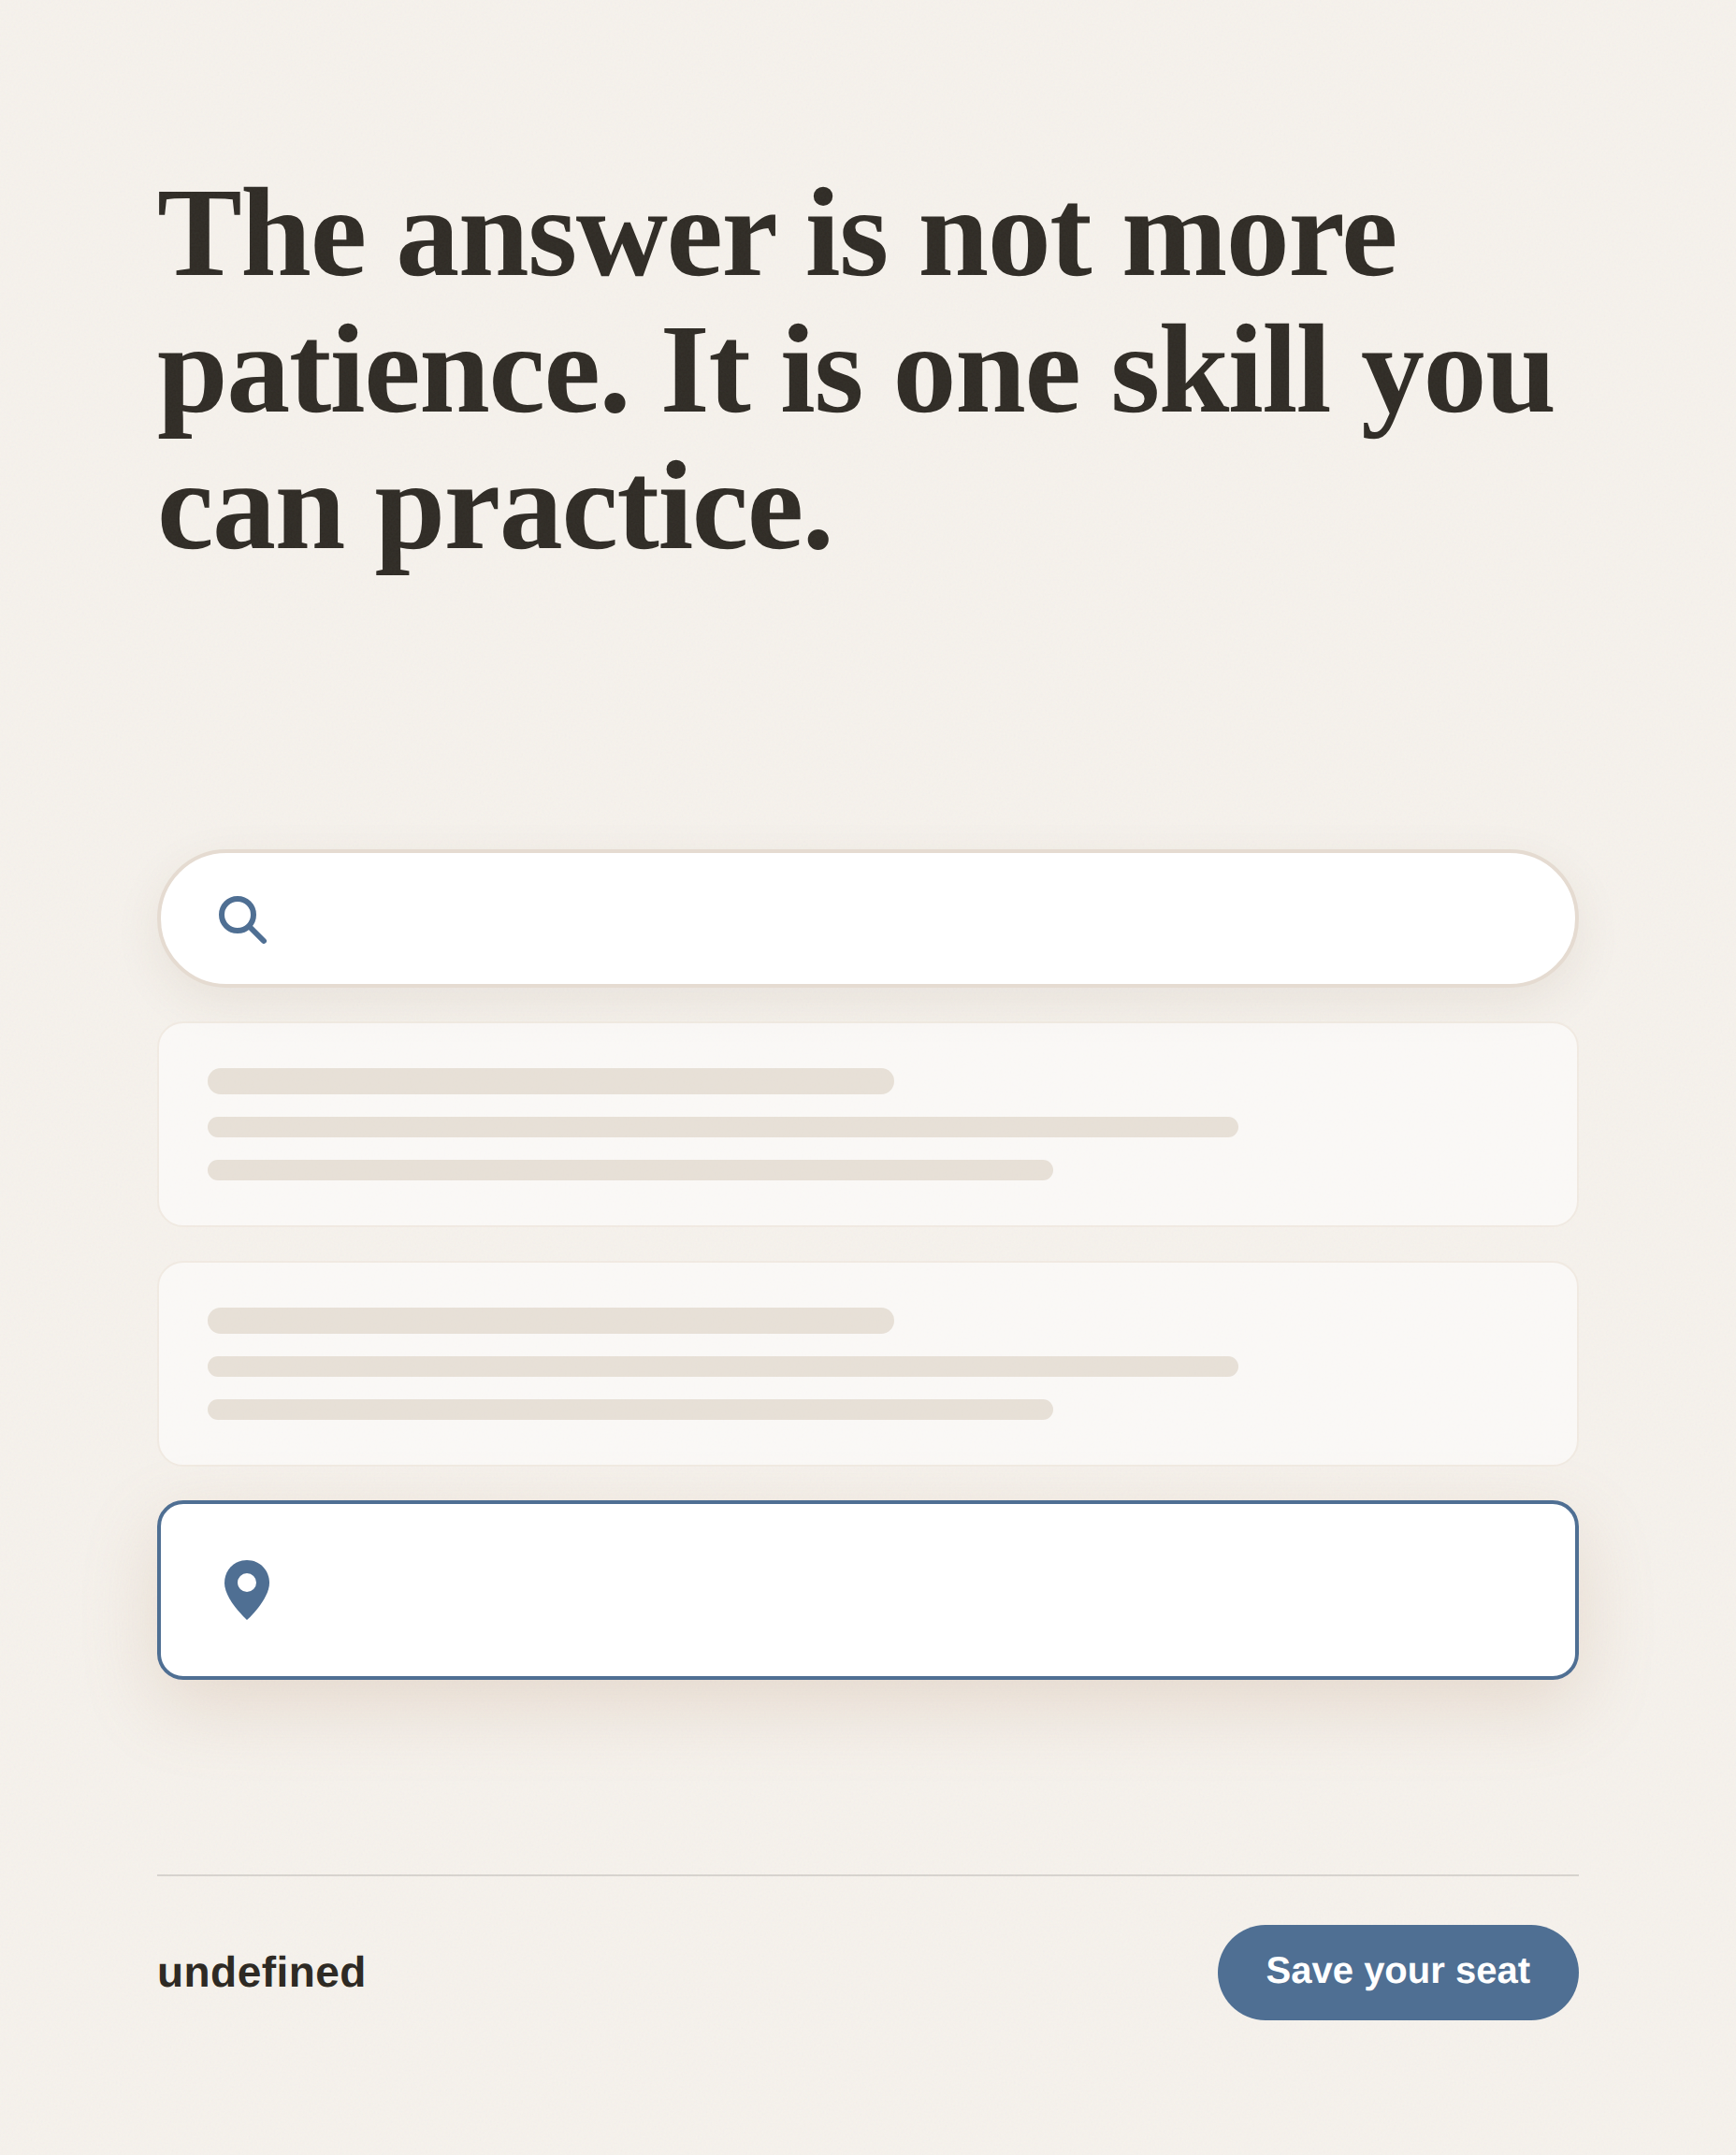 The answer is not more
patience. It is one skill you
can practice.
undefined
Save your seat